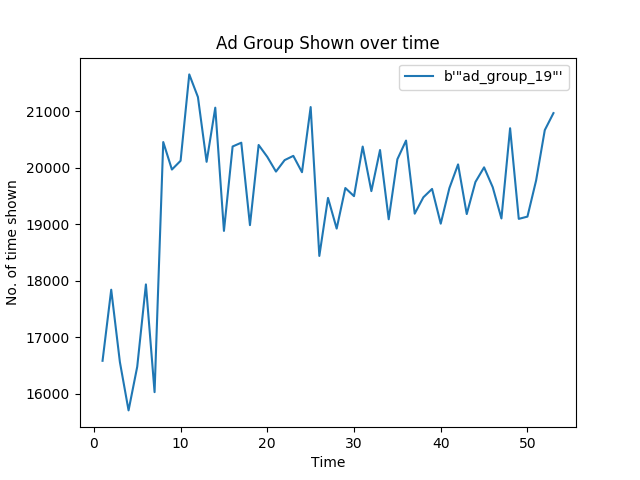 Ad Group Shown over time
b'"ad_group_19"'
21000
20000
19000
18000
17000
16000
No. of time shown
0 10 20 30 40 50
Time